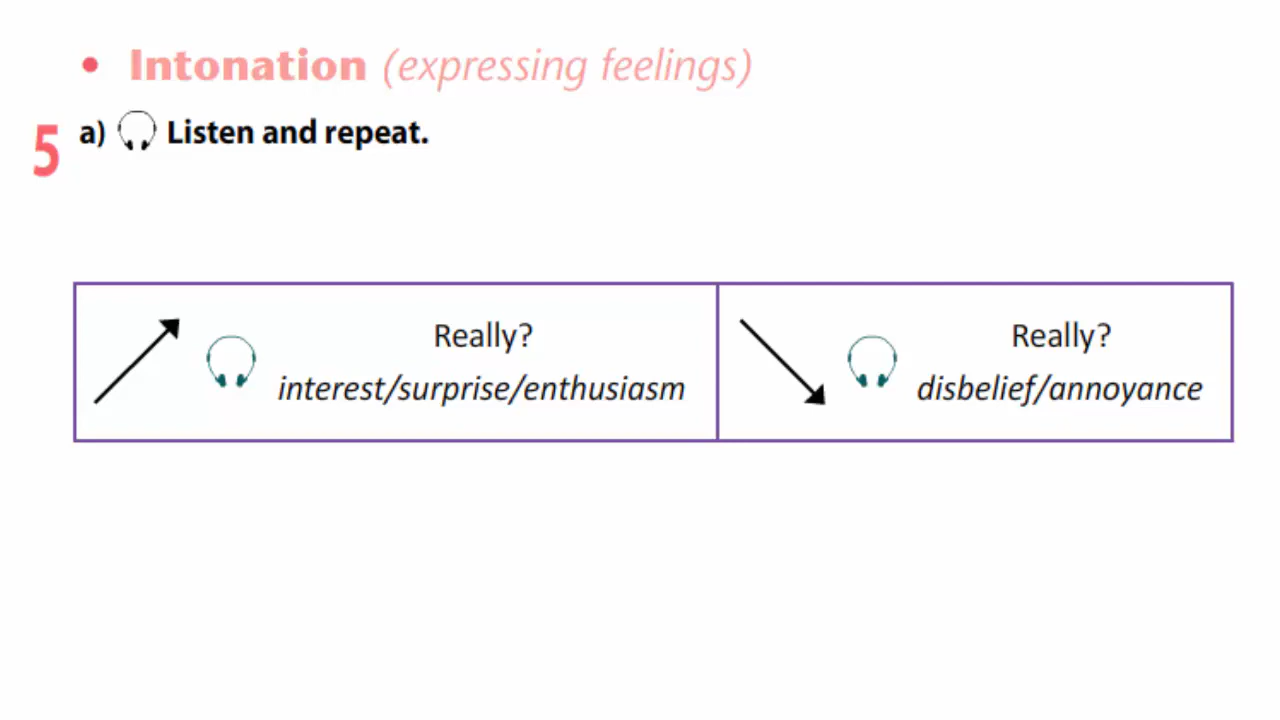 • Intonation (expressing feelings)
5 a) Listen and repeat.
Really?
interest/surprise/enthusiasm
Really?
disbelief/annoyance